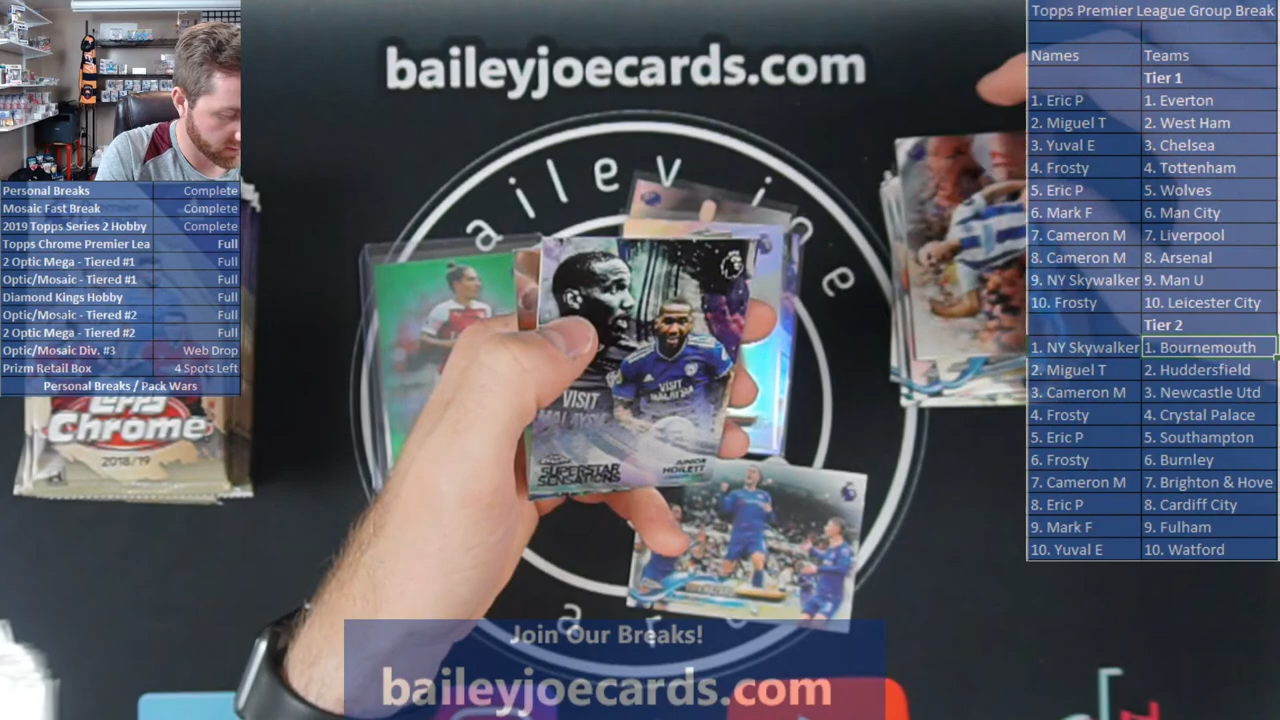 baileyjoecards.com
Personal Breaks Complete
Mosaic Fast Break Complete
2019 Topps Series 2 Hobby Complete
Topps Chrome Premier Lea Full
2 Optic Mega - Tiered #1 Full
Optic/Mosaic - Tiered #1 Full
Diamond Kings Hobby Full
Optic/Mosaic - Tiered #2 Full
2 Optic Mega - Tiered #2 Full
Optic/Mosaic Div. #3 Web Drop
Prizm Retail Box 4 Spots Left
Personal Breaks / Pack Wars
Topps
Chrome
2018/19
VISIT
MALAYSIA
VISIT
MALAYSIA
SUPERSTAR
SENSATIONS
JUNIOR
HOILETT
Topps Premier League Group Break
Names Teams
Tier 1
1. Eric P 1. Everton
2. Miguel T 2. West Ham
3. Yuval E 3. Chelsea
4. Frosty 4. Tottenham
5. Eric P 5. Wolves
6. Mark F 6. Man City
7. Cameron M 7. Liverpool
8. Cameron M 8. Arsenal
9. NY Skywalker 9. Man U
10. Frosty 10. Leicester City
Tier 2
1. NY Skywalker 1. Bournemouth
2. Miguel T 2. Huddersfield
3. Cameron M 3. Newcastle Utd
4. Frosty 4. Crystal Palace
5. Eric P 5. Southampton
6. Frosty 6. Burnley
7. Cameron M 7. Brighton & Hove
8. Eric P 8. Cardiff City
9. Mark F 9. Fulham
10. Yuval E 10. Watford
Join Our Breaks!
baileyjoecards.com